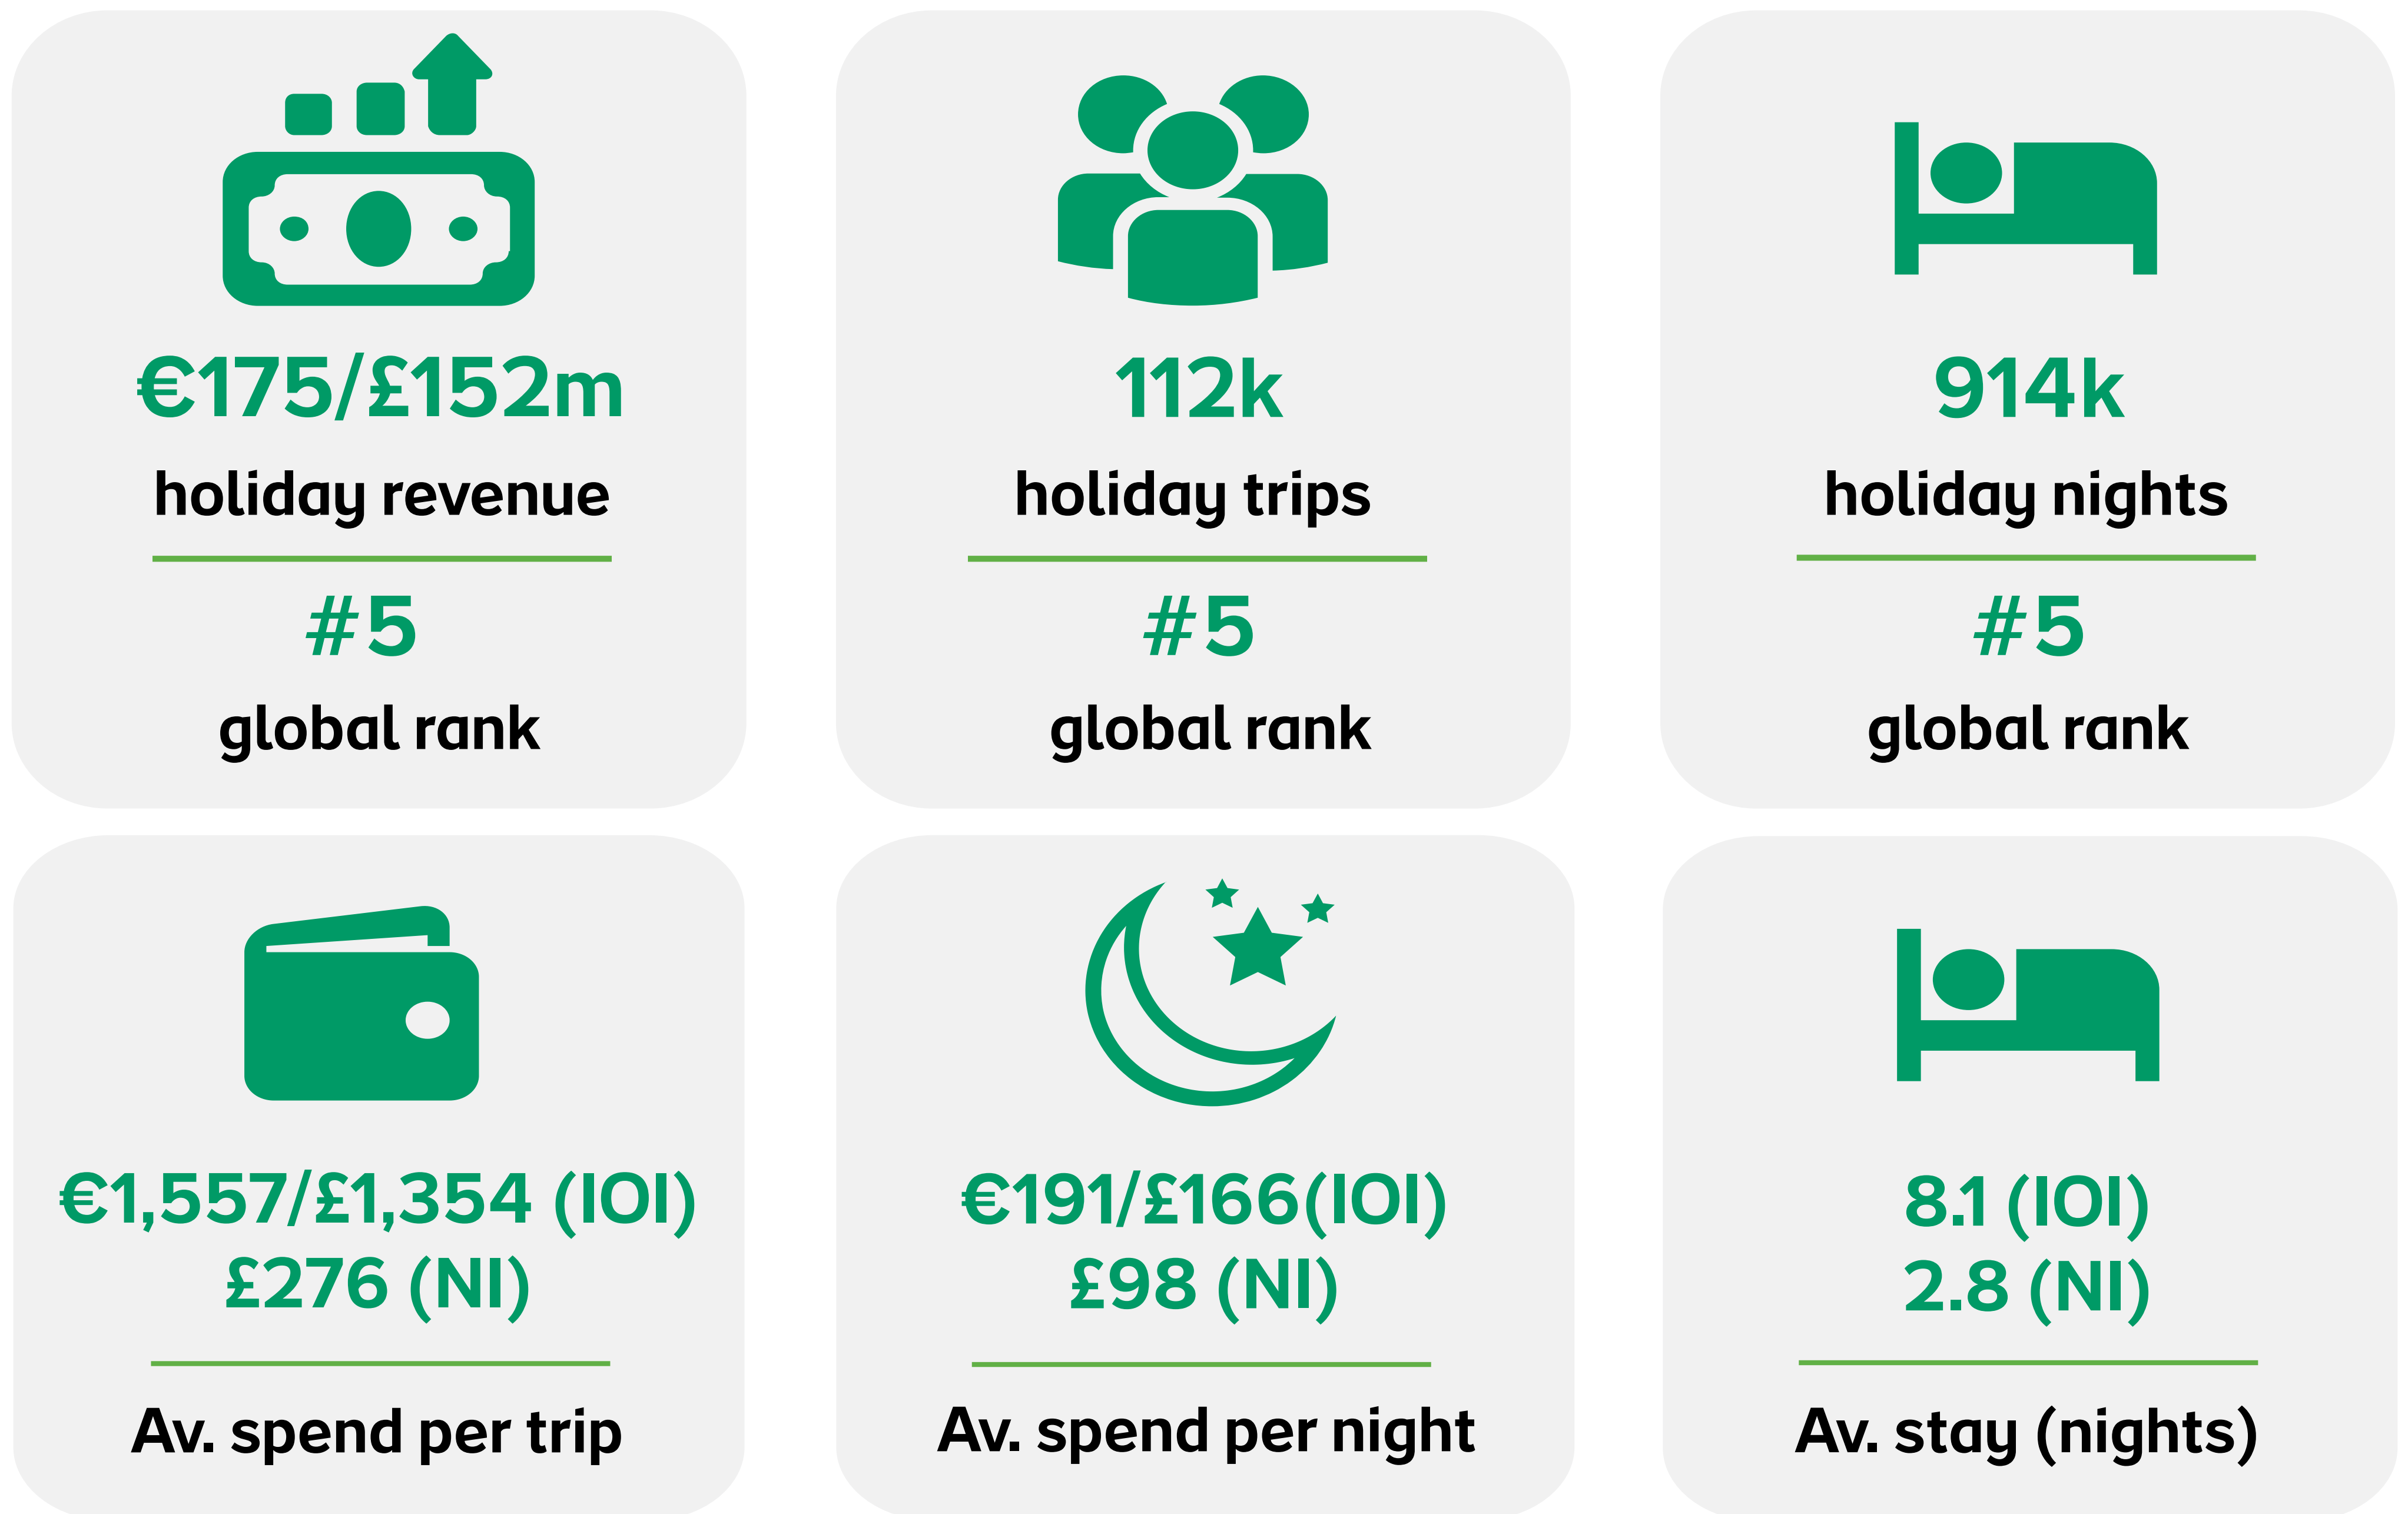 €175/£152m
holiday revenue
#5
global rank
112k
holiday trips
#5
global rank
914k
holiday nights
#5
global rank
€1,557/£1,354 (IOI)
£276 (NI)
Av. spend per trip
€191/£166(IOI)
£98 (NI)
Av. spend per night
8.1 (IOI)
2.8 (NI)
Av. stay (nights)